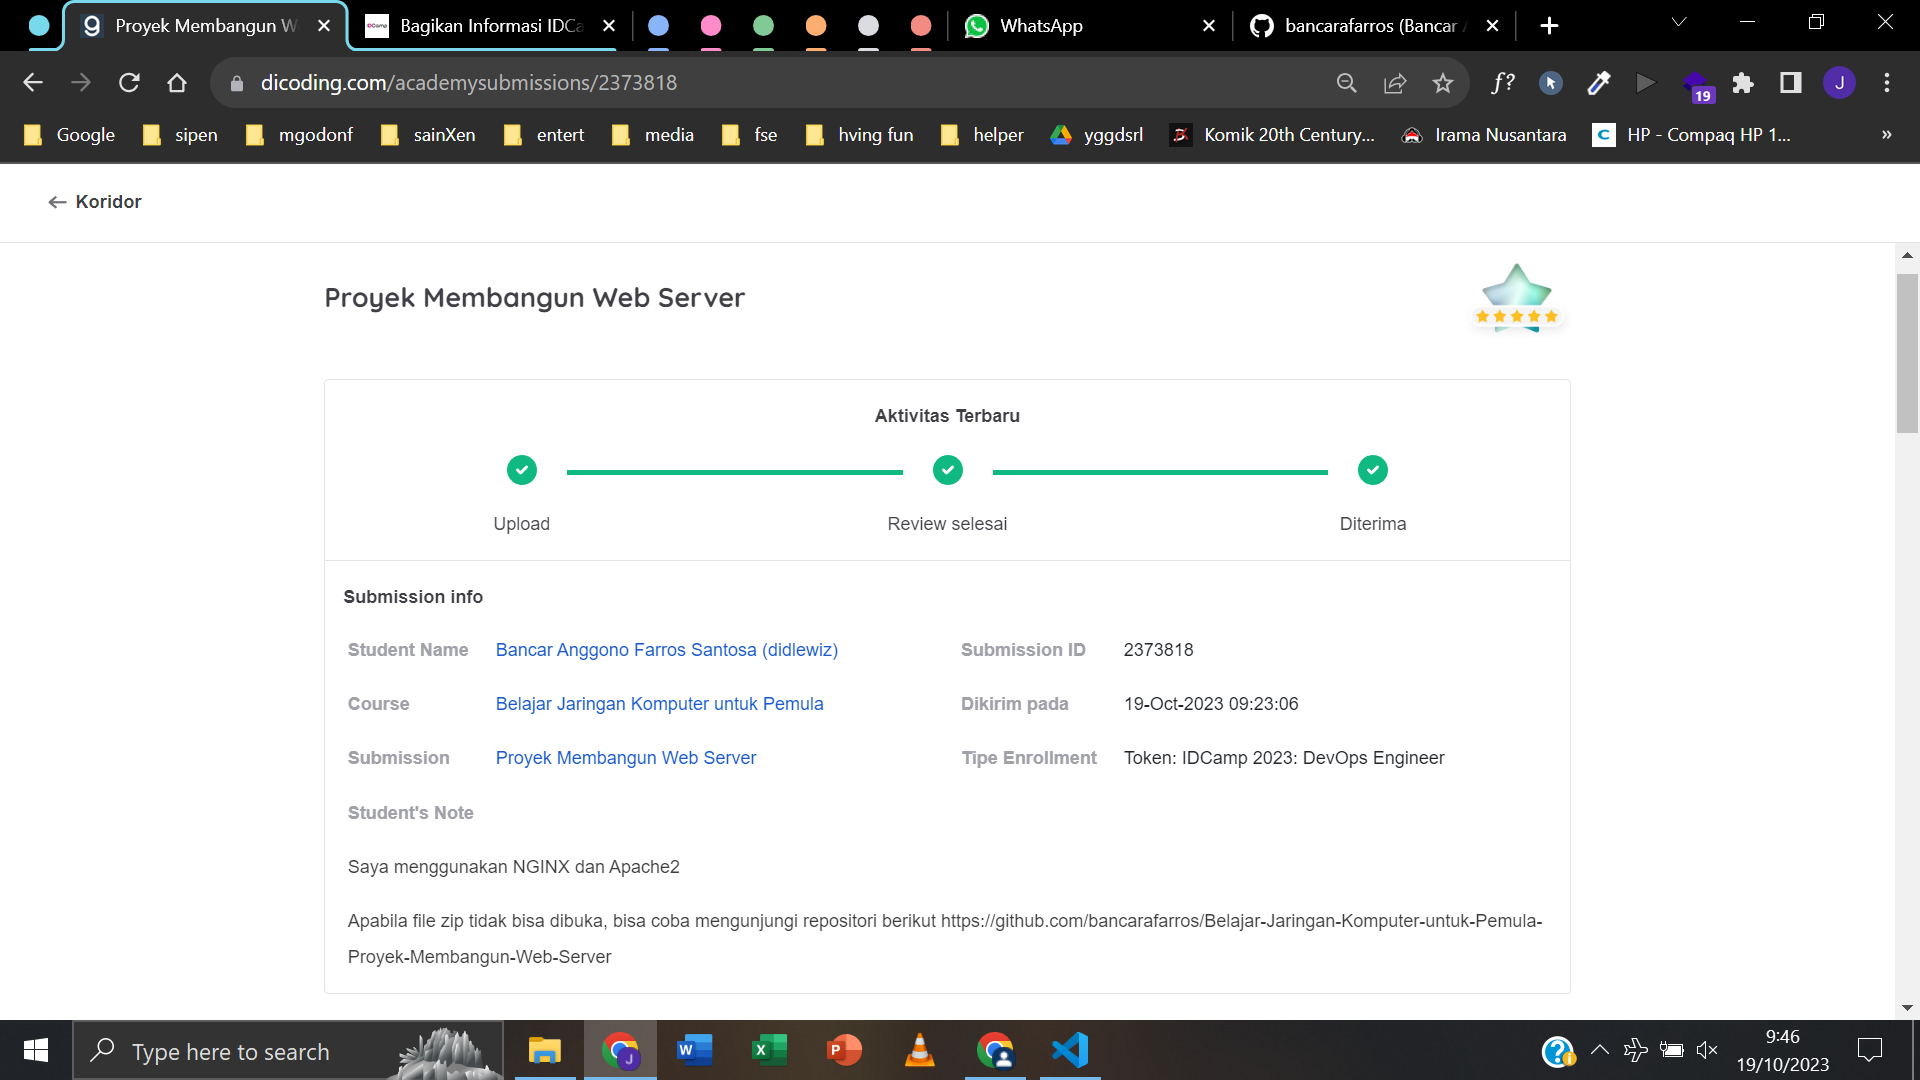 Proyek Membangun W
Bagikan Informasi IDCa
WhatsApp
bancarafarros (Bancar A
dicoding.com/academysubmissions/2373818
f?
19
J
Google
sipen
mgodonf
sainXen
entert
media
fse
hving fun
helper
yggdsrl
Komik 20th Century...
Irama Nusantara
HP - Compaq HP 1...
»
Koridor
Proyek Membangun Web Server
Aktivitas Terbaru
Upload
Review selesai
Diterima
Submission info
Student Name Bancar Anggono Farros Santosa (didlewiz)
Submission ID 2373818
Course Belajar Jaringan Komputer untuk Pemula
Dikirim pada 19-Oct-2023 09:23:06
Submission Proyek Membangun Web Server
Tipe Enrollment Token: IDCamp 2023: DevOps Engineer
Student's Note
Saya menggunakan NGINX dan Apache2
Apabila file zip tidak bisa dibuka, bisa coba mengunjungi repositori berikut https://github.com/bancarafarros/Belajar-Jaringan-Komputer-untuk-Pemula-
Proyek-Membangun-Web-Server
Type here to search
9:46
19/10/2023